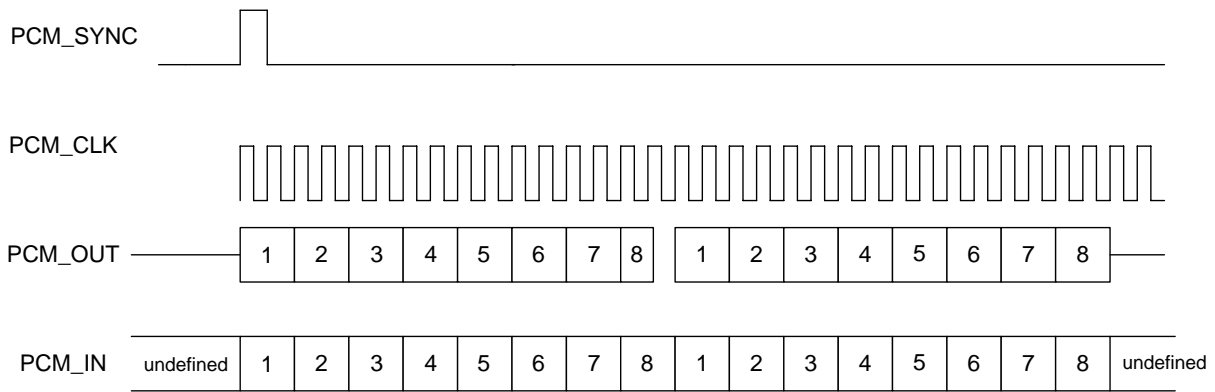 PCM_SYNC
PCM_CLK
PCM_OUT 1 2 3 4 5 6 7 8 1 2 3 4 5 6 7 8
PCM_IN undefined 1 2 3 4 5 6 7 8 1 2 3 4 5 6 7 8 undefined